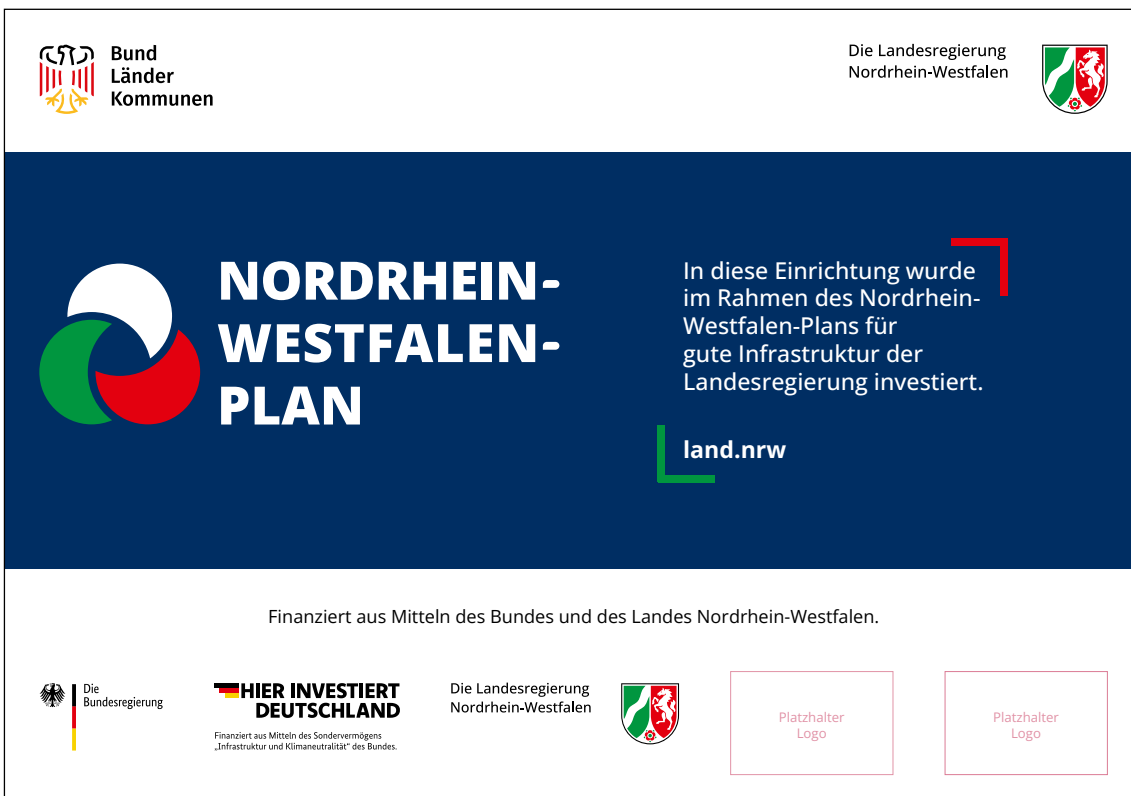 Bund
Länder
Kommunen
Die Landesregierung
Nordrhein-Westfalen
NORDRHEIN-
WESTFALEN-
PLAN
In diese Einrichtung wurde
im Rahmen des Nordrhein-
Westfalen-Plans für
gute Infrastruktur der
Landesregierung investiert.
land.nrw
Finanziert aus Mitteln des Bundes und des Landes Nordrhein-Westfalen.
Die
Bundesregierung
HIER INVESTIERT
DEUTSCHLAND
Finanziert aus Mitteln des Sondervermögens
„Infrastruktur und Klimaneutralität“ des Bundes.
Die Landesregierung
Nordrhein-Westfalen
Platzhalter
Logo
Platzhalter
Logo